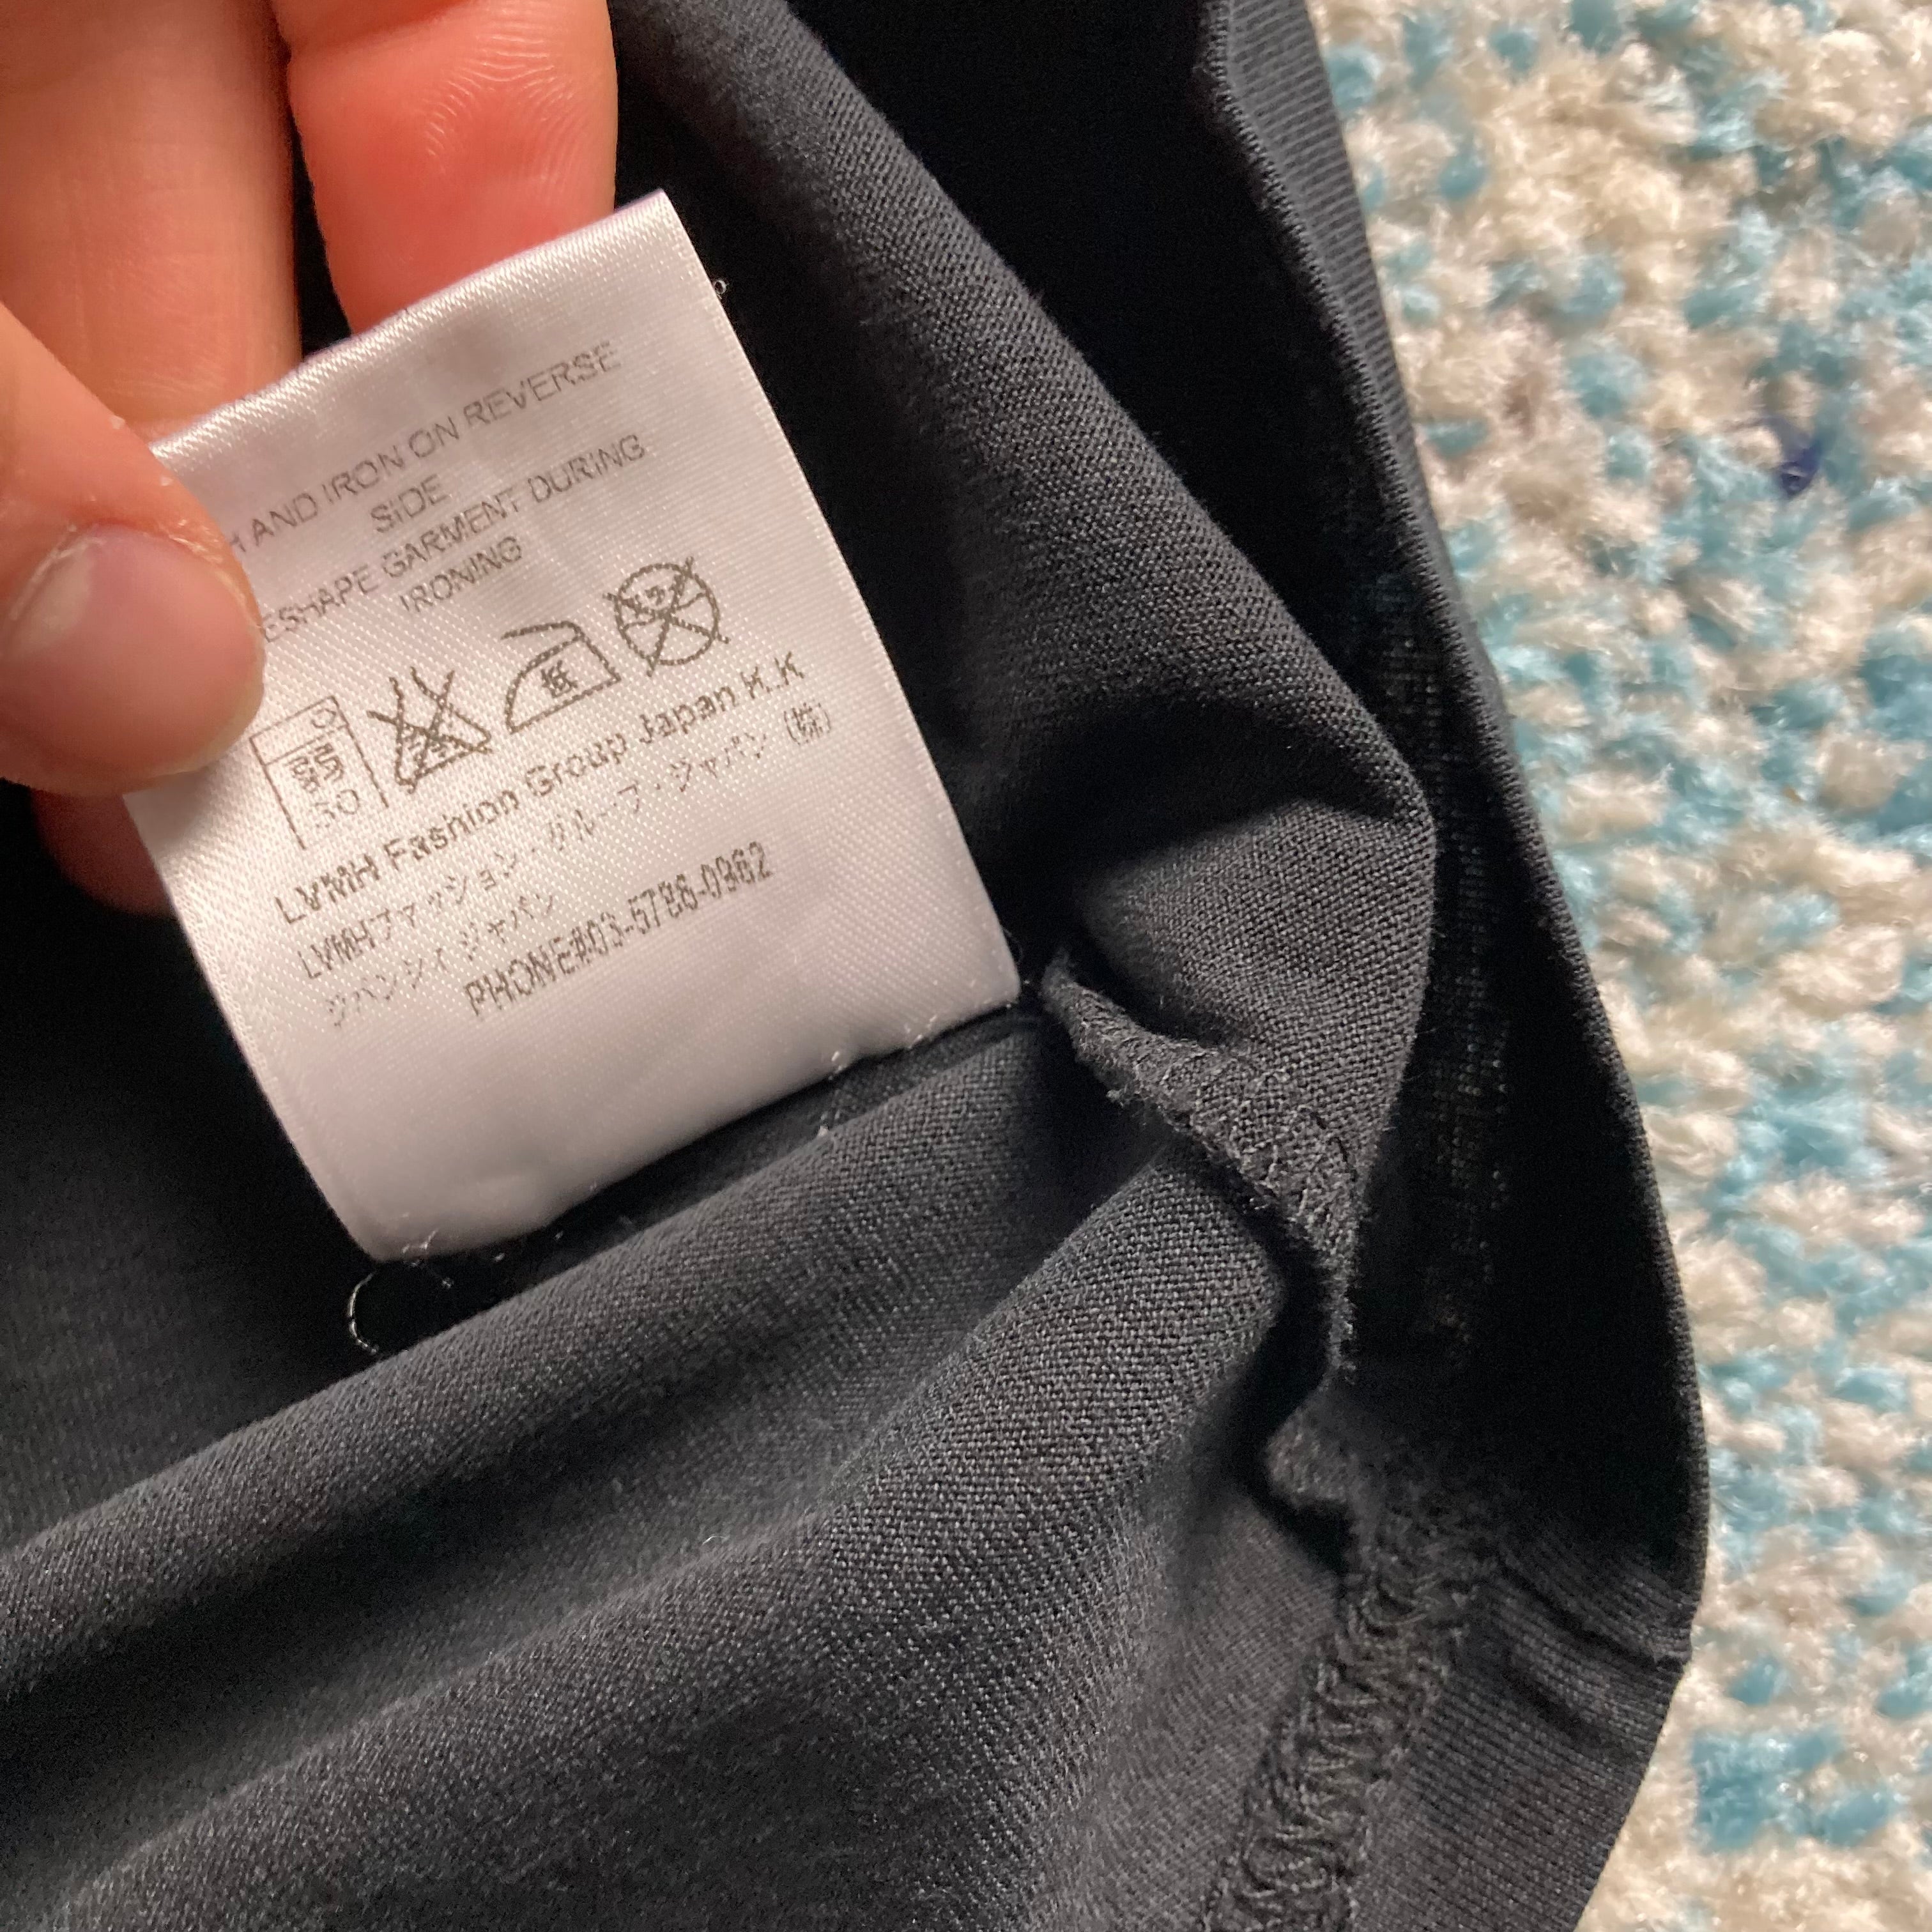 H AND IRON ON REVERSE
SIDE
ESHAPE GARMENT DURING
IRONING
30
低
LVMH Fashion Group Japan K.K
LVMHファッション・グループ・ジャパン（株）
ジバンシィ ジャパン
PHONE#03-5786-0962